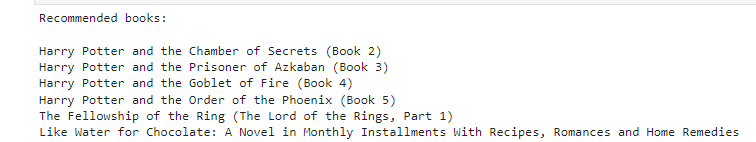 Recommended books:
Harry Potter and the Chamber of Secrets (Book 2)
Harry Potter and the Prisoner of Azkaban (Book 3)
Harry Potter and the Goblet of Fire (Book 4)
Harry Potter and the Order of the Phoenix (Book 5)
The Fellowship of the Ring (The Lord of the Rings, Part 1)
Like Water for Chocolate: A Novel in Monthly Installments With Recipes, Romances and Home Remedies